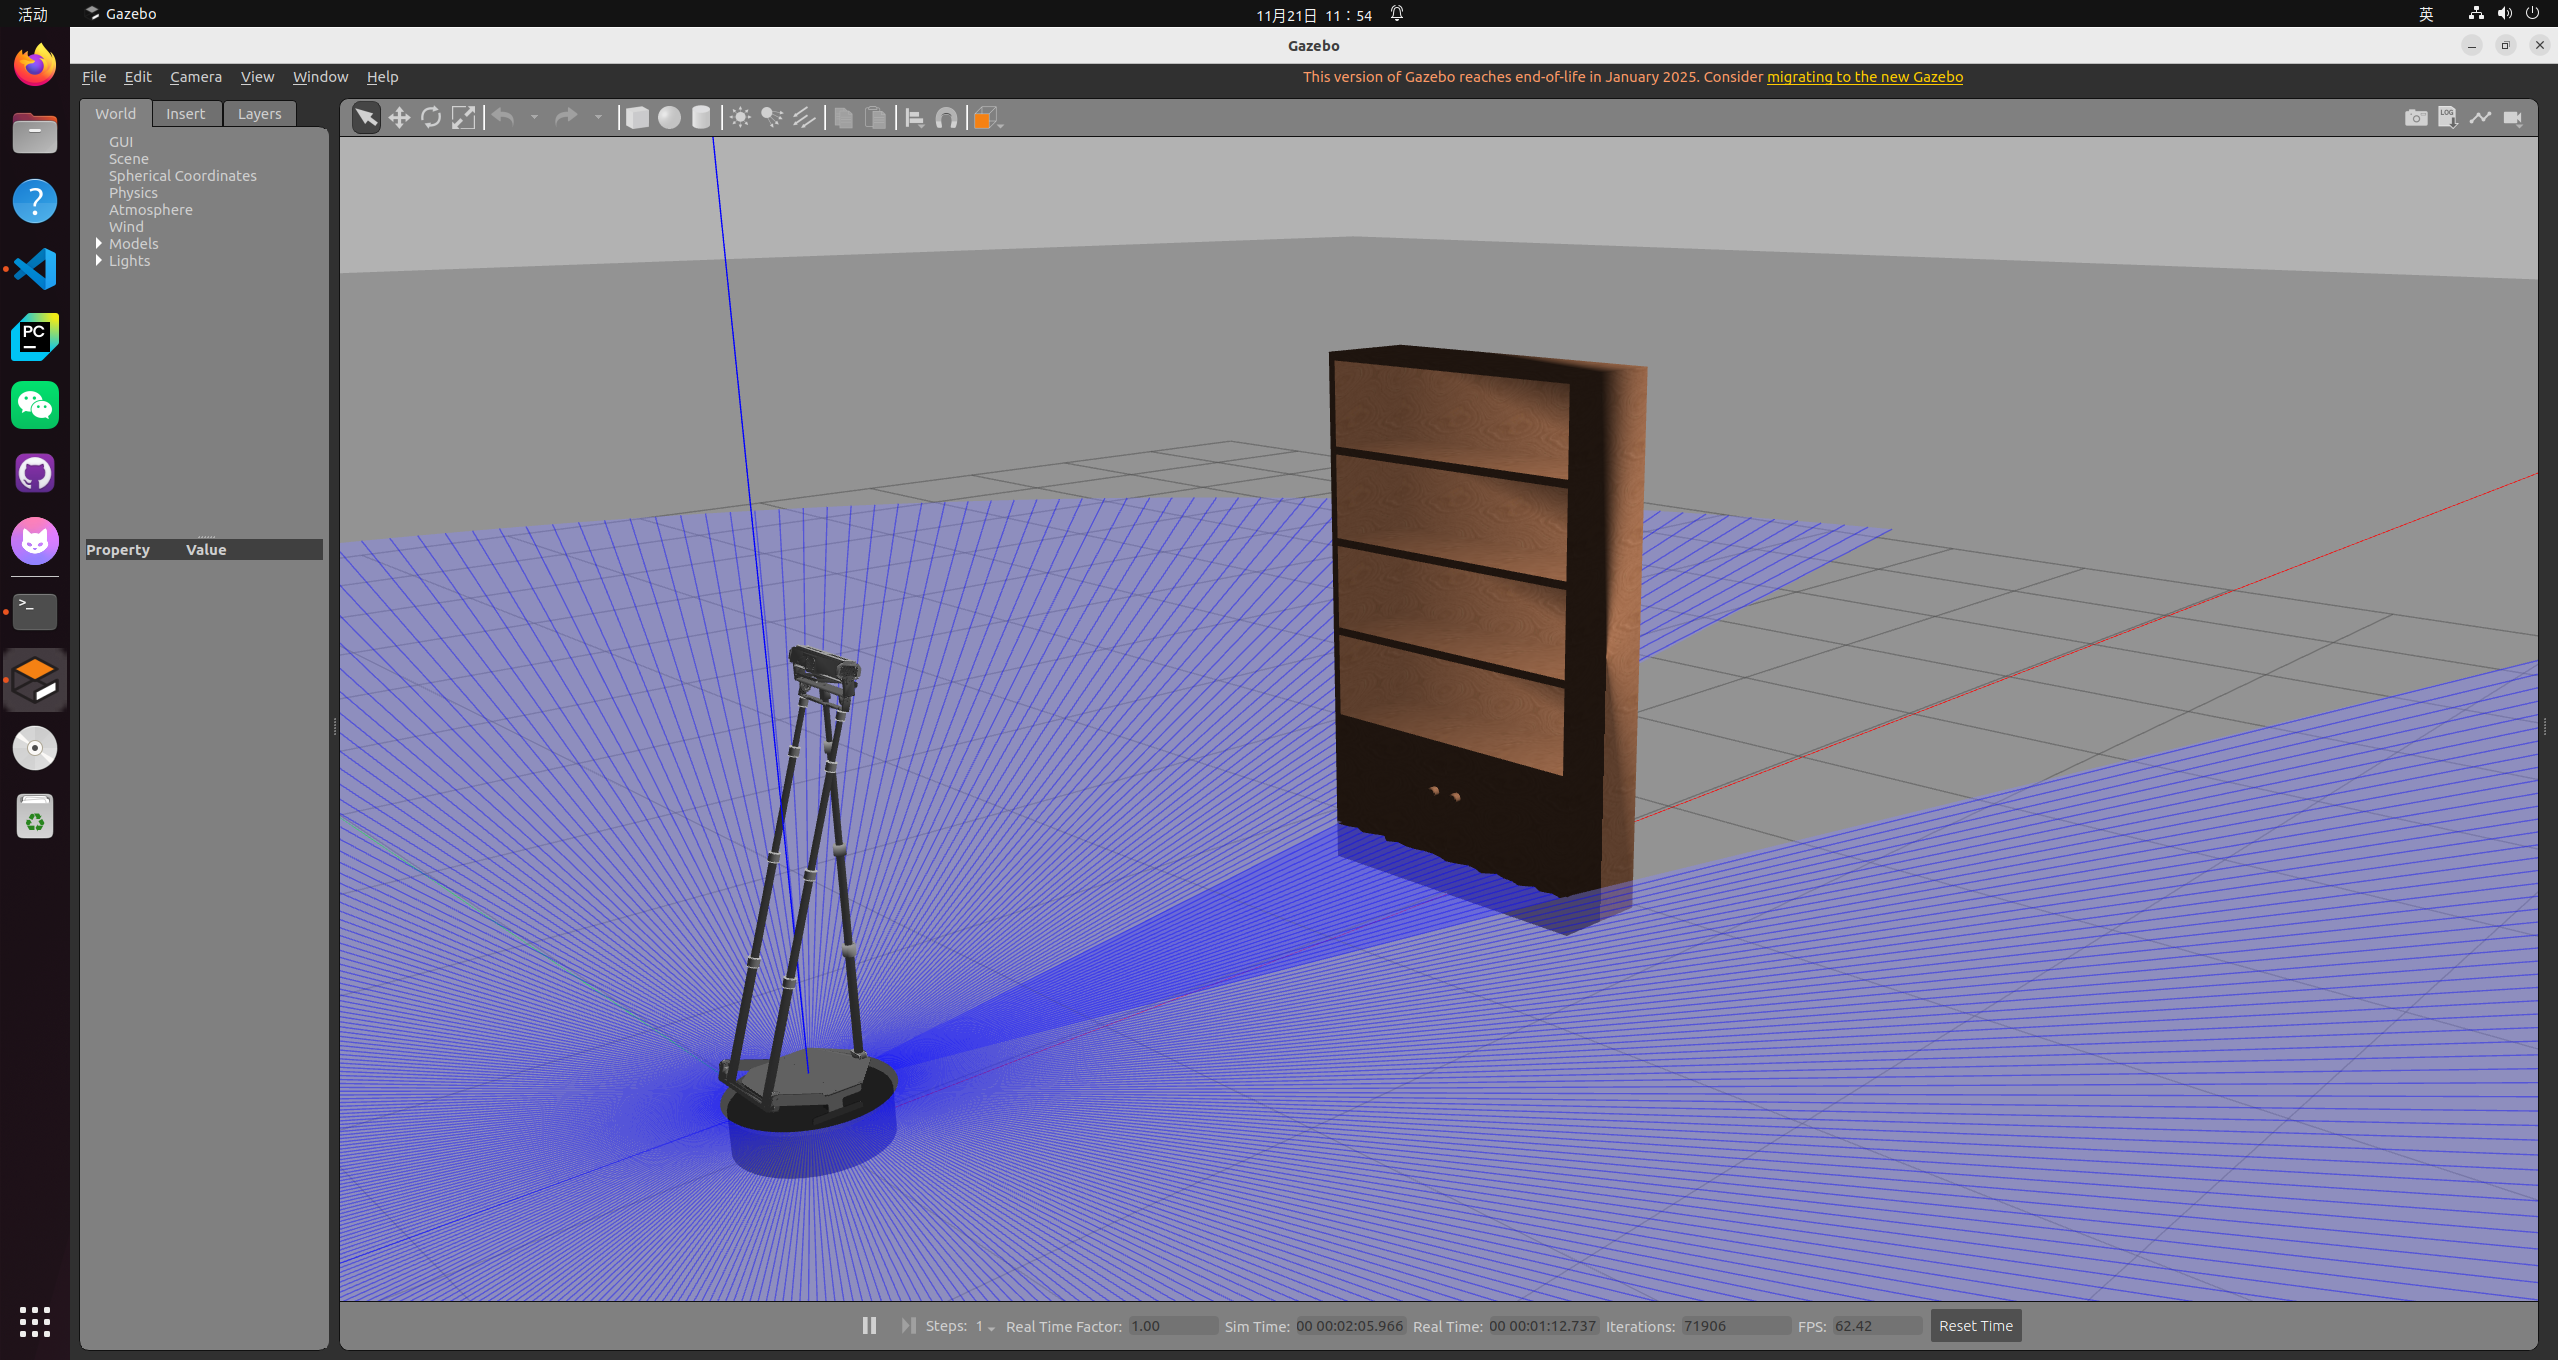 活动 Gazebo 11月21日 11：54 英
Gazebo
File Edit Camera View Window Help This version of Gazebo reaches end-of-life in January 2025. Consider migrating to the new Gazebo
World Insert Layers
LOG
GUI
Scene
Spherical Coordinates
Physics
Atmosphere
Wind
Models
Lights
PC
Property Value
>_
Steps: 1 Real Time Factor: 1.00 Sim Time: 00 00:02:05.966 Real Time: 00 00:01:12.737 Iterations: 71906 FPS: 62.42 Reset Time